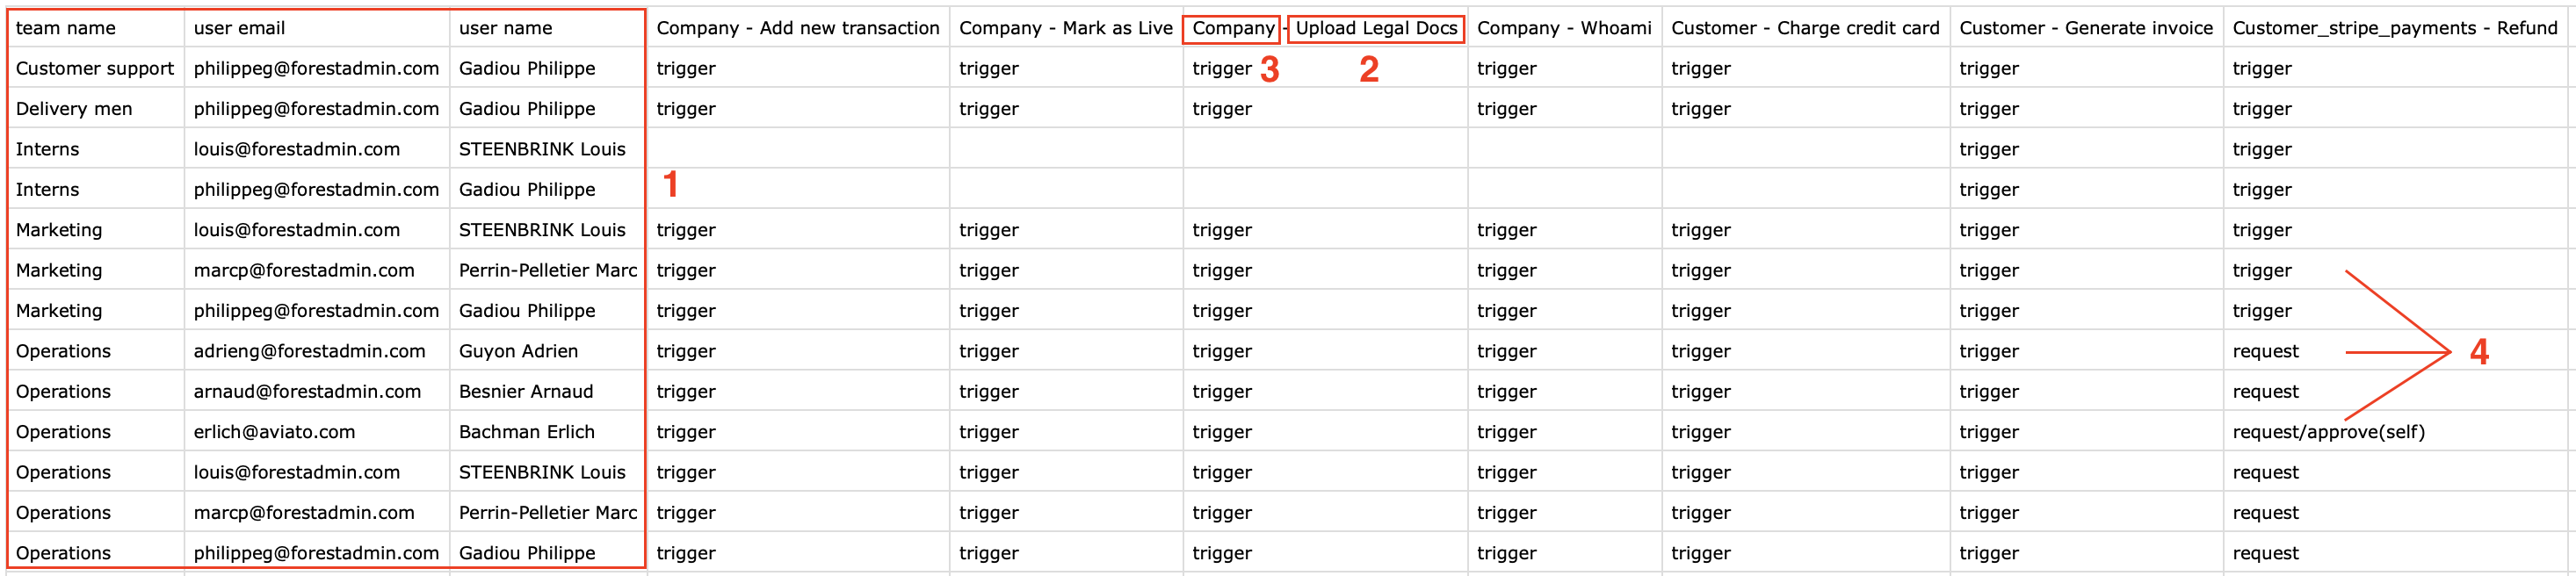 team name user email user name Company - Add new transaction Company - Mark as Live Company - Upload Legal Docs Company - Whoami Customer - Charge credit card Customer - Generate invoice Customer_stripe_payments - Refund
Customer support philippeg@forestadmin.com Gadiou Philippe trigger trigger trigger 3 2 trigger trigger trigger trigger
Delivery men philippeg@forestadmin.com Gadiou Philippe trigger trigger trigger trigger trigger trigger trigger
Interns louis@forestadmin.com STEENBRINK Louis trigger trigger
Interns philippeg@forestadmin.com Gadiou Philippe 1 trigger trigger
Marketing louis@forestadmin.com STEENBRINK Louis trigger trigger trigger trigger trigger trigger trigger
Marketing marcp@forestadmin.com Perrin-Pelletier Marc trigger trigger trigger trigger trigger trigger trigger
Marketing philippeg@forestadmin.com Gadiou Philippe trigger trigger trigger trigger trigger trigger trigger
Operations adrieng@forestadmin.com Guyon Adrien trigger trigger trigger trigger trigger trigger request 4
Operations arnaud@forestadmin.com Besnier Arnaud trigger trigger trigger trigger trigger trigger request
Operations erlich@aviato.com Bachman Erlich trigger trigger trigger trigger trigger trigger request/approve(self)
Operations louis@forestadmin.com STEENBRINK Louis trigger trigger trigger trigger trigger trigger request
Operations marcp@forestadmin.com Perrin-Pelletier Marc trigger trigger trigger trigger trigger trigger request
Operations philippeg@forestadmin.com Gadiou Philippe trigger trigger trigger trigger trigger trigger request